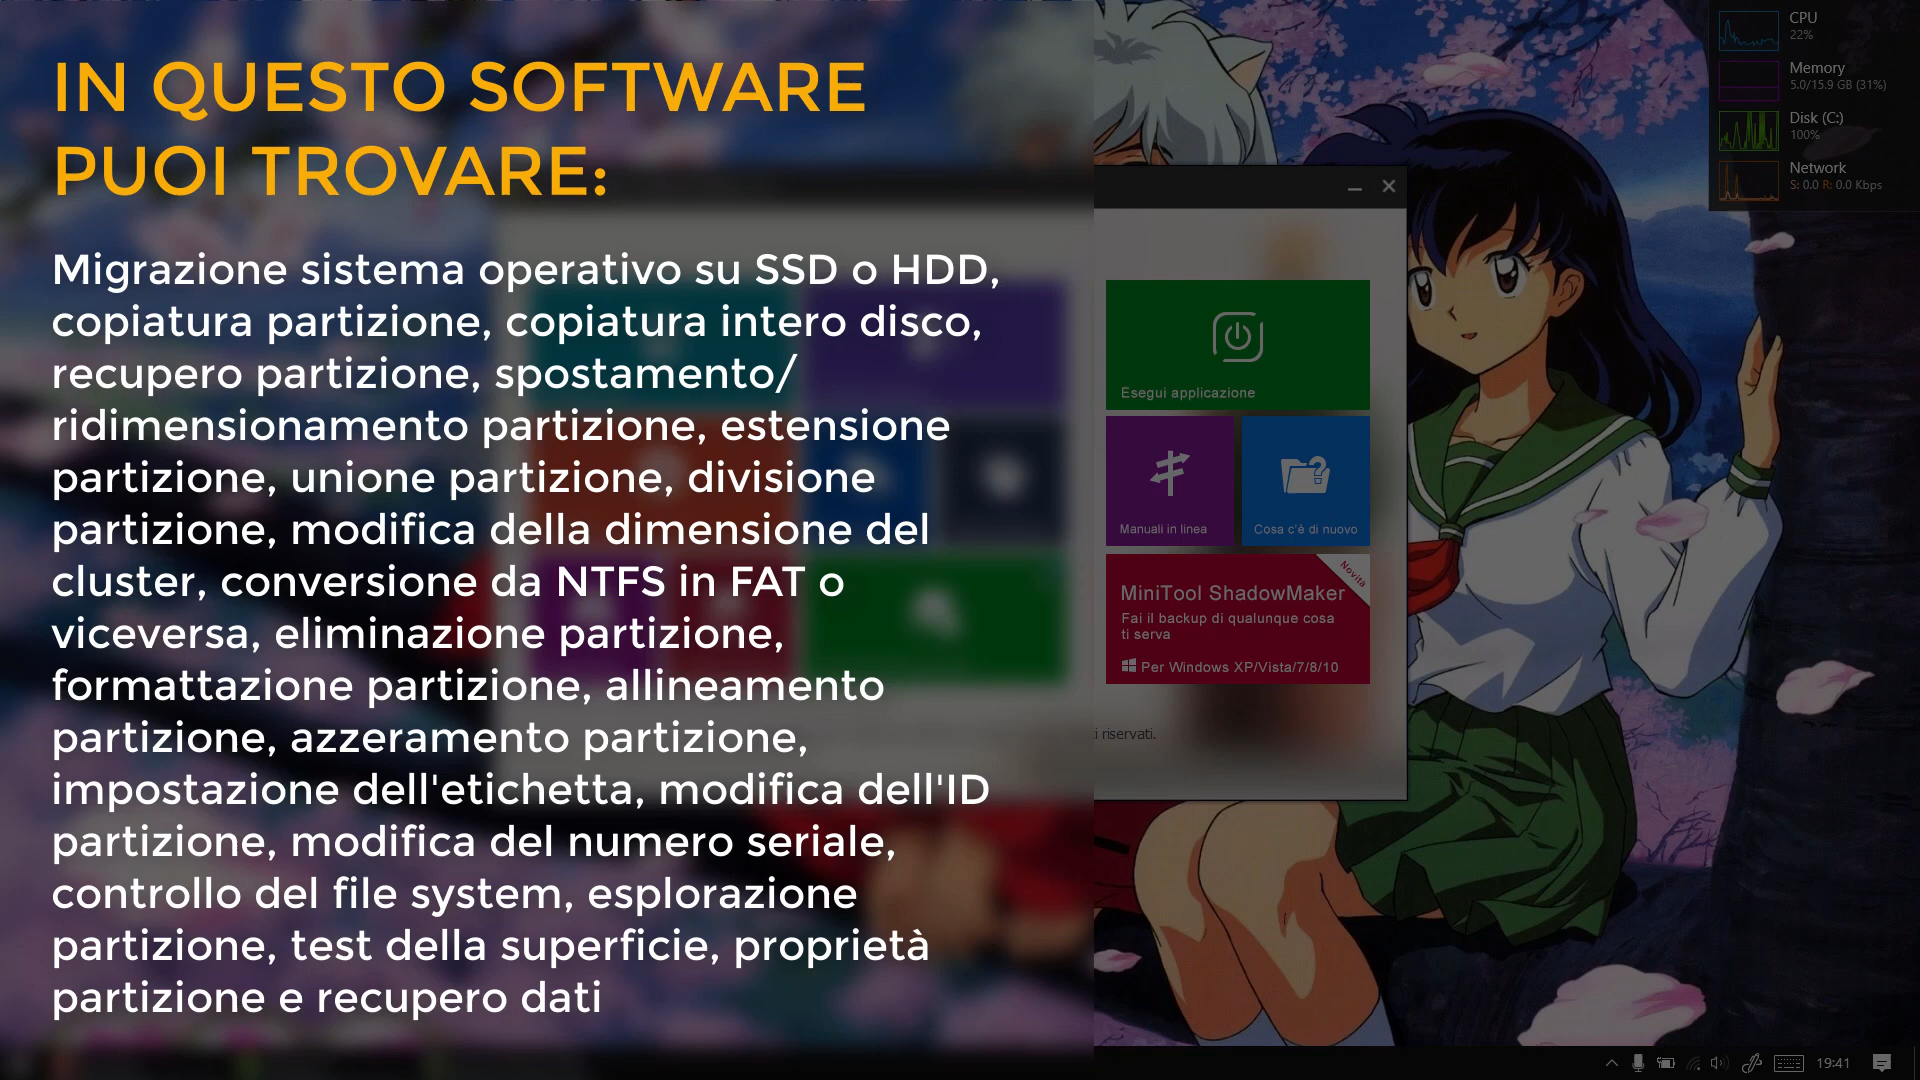 IN QUESTO SOFTWARE
PUOI TROVARE:
Migrazione sistema operativo su SSD o HDD,
copiatura partizione, copiatura intero disco,
recupero partizione, spostamento/
ridimensionamento partizione, estensione
partizione, unione partizione, divisione
partizione, modifica della dimensione del
cluster, conversione da NTFS in FAT o
viceversa, eliminazione partizione,
formattazione partizione, allineamento
partizione, azzeramento partizione,
impostazione dell'etichetta, modifica dell'ID
partizione, modifica del numero seriale,
controllo del file system, esplorazione
partizione, test della superficie, proprietà
partizione e recupero dati
Esegui applicazione
Manuali in linea
Cosa c'è di nuovo
Novità
MiniTool ShadowMaker
Fai il backup di qualunque cosa
ti serva
Per Windows XP/Vista/7/8/10
riservati.
CPU
22%
Memory
5.0/15.9 GB (31%)
Disk (C:)
100%
Network
S: 0.0 R: 0.0 Kbps
19:41